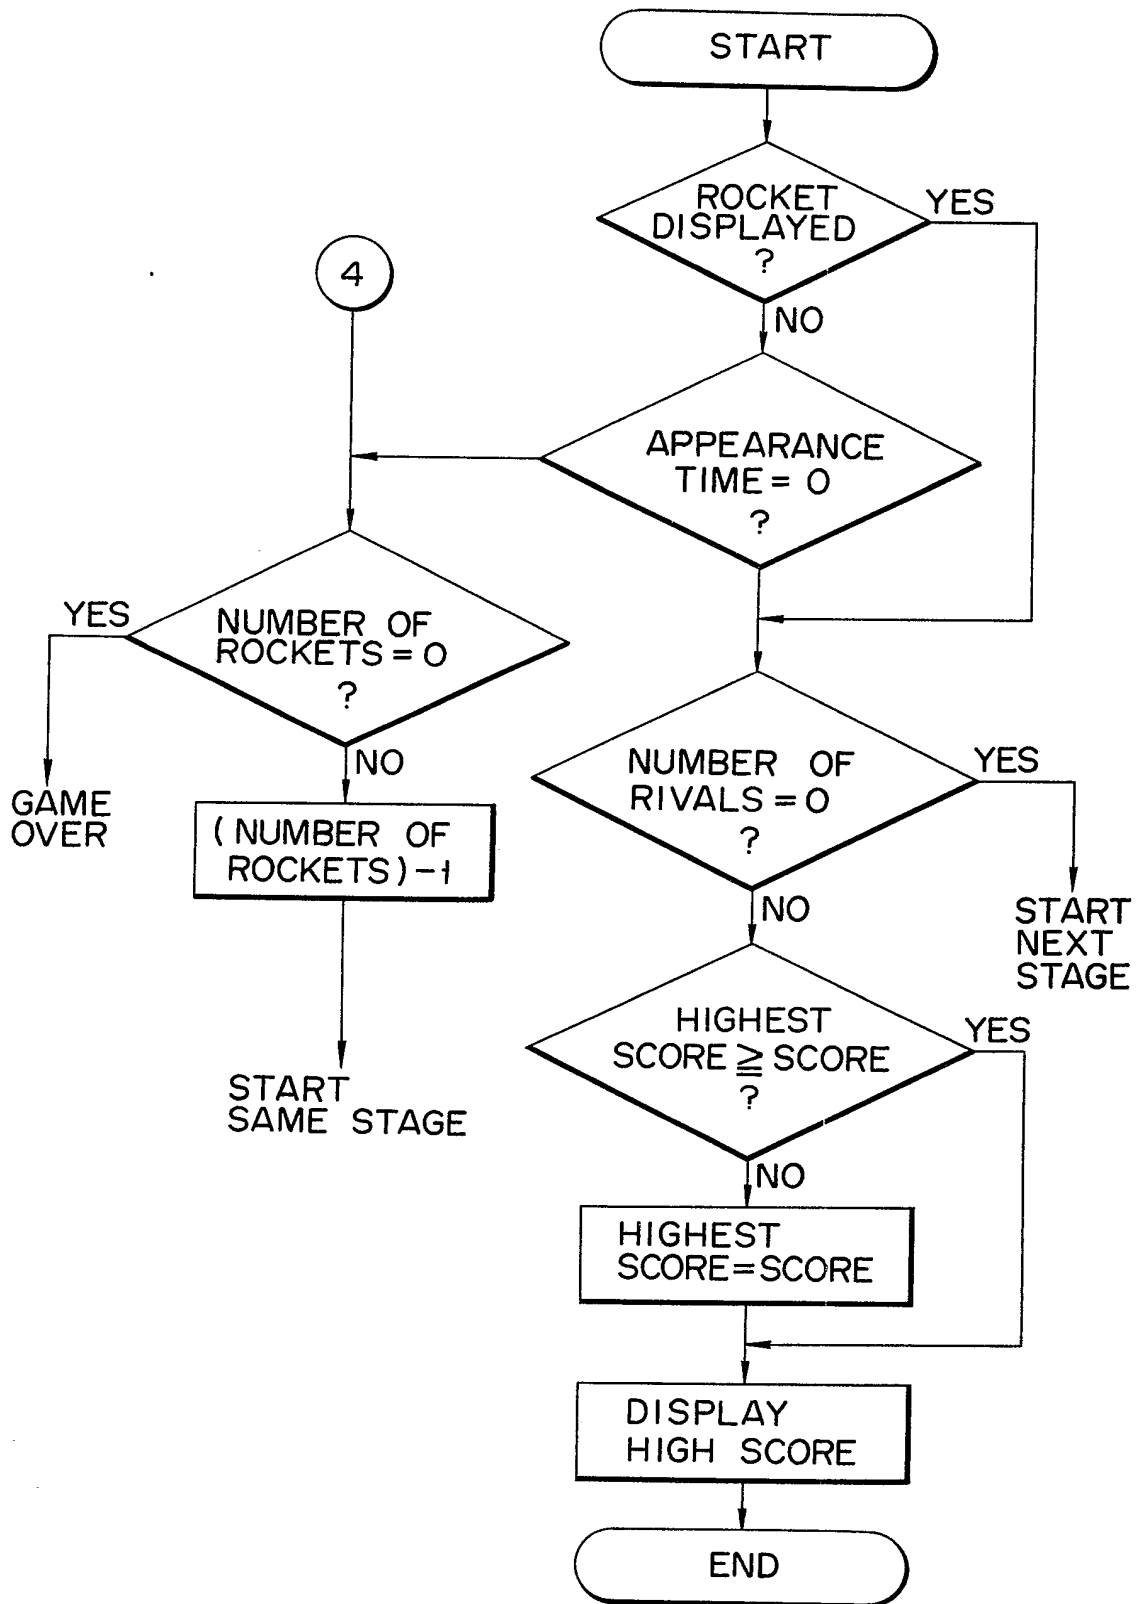 START
ROCKET
DISPLAYED
?
YES
NO
4
APPEARANCE
TIME = 0
?
NUMBER OF
ROCKETS = 0
?
YES
NO
GAME
OVER
(NUMBER OF
ROCKETS) - 1
START
SAME STAGE
NUMBER OF
RIVALS = 0
?
YES
NO
START
NEXT
STAGE
HIGHEST
SCORE ≧ SCORE
?
YES
NO
HIGHEST
SCORE = SCORE
DISPLAY
HIGH SCORE
END